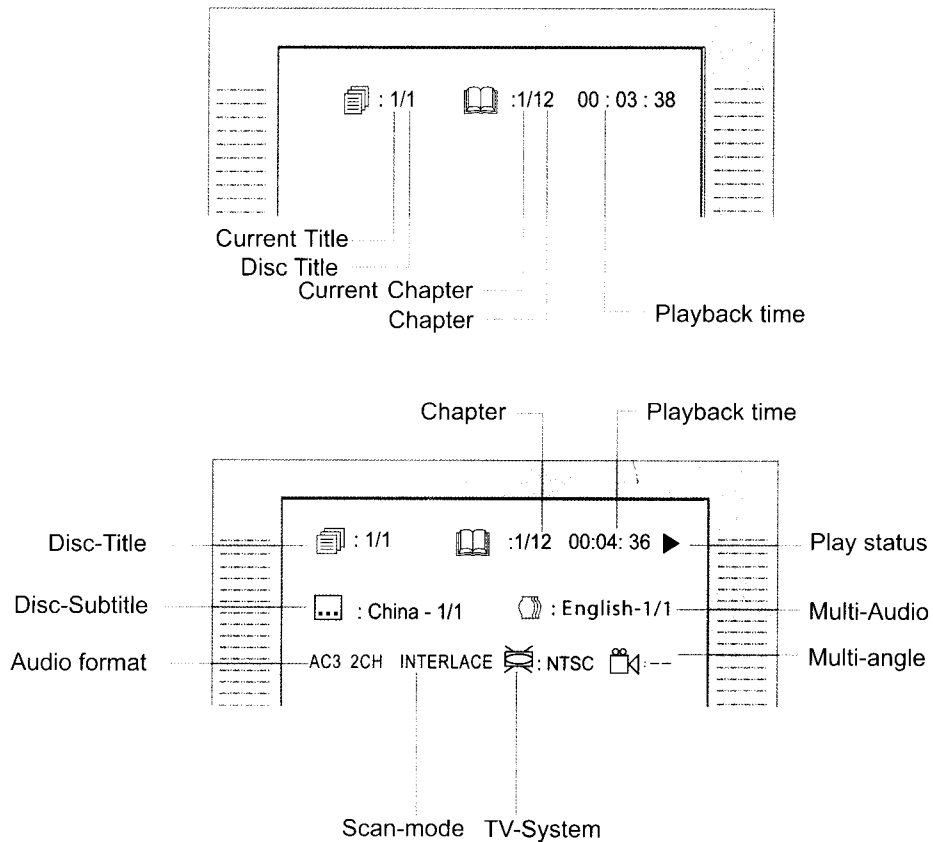 : 1/1 :1/12 00 : 03 : 38
Current Title
Disc Title
Current Chapter
Chapter
Playback time
Chapter Playback time
Disc-Title : 1/1 :1/12 00:04: 36 Play status
Disc-Subtitle ... : China - 1/1 : English-1/1 Multi-Audio
Audio format AC3 2CH INTERLACE : NTSC :-- Multi-angle
Scan-mode TV-System